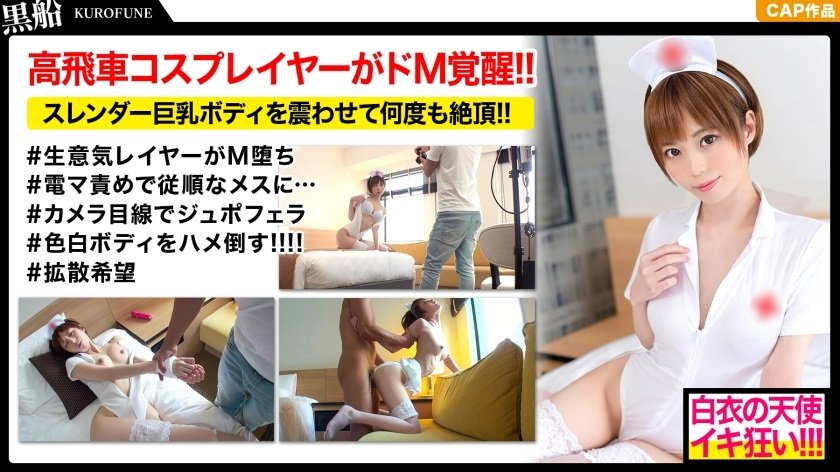 黒船 KUROFUNE
CAP作品
高飛車コスプレイヤーがドM覚醒!!
スレンダー巨乳ボディを震わせて何度も絶頂!!
#生意気レイヤーがM堕ち
#電マ責めで従順なメスに…
#カメラ目線でジュポフェラ
#色白ボディをハメ倒す!!!!
#拡散希望
白衣の天使
イキ狂い!!!